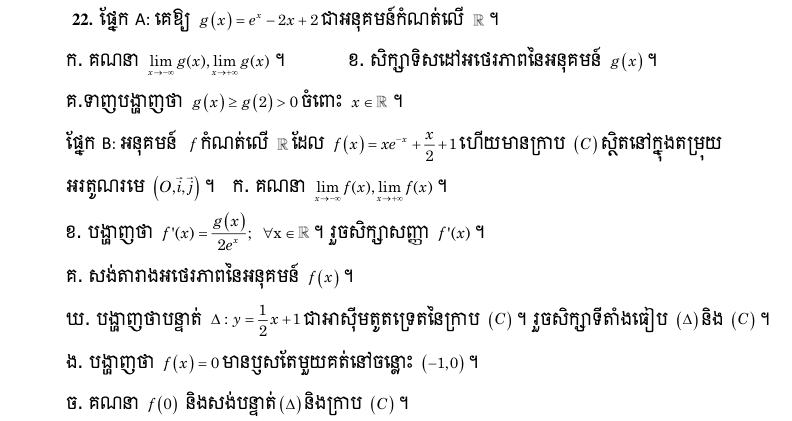 22. ផ្នែក A: គេឱ្យ g(x) = eˣ − 2x + 2 ជាអនុគមន៍កំណត់លើ ℝ ។
ក. គណនា lim_{x→−∞} g(x), lim_{x→+∞} g(x) ។ ខ. សិក្សាទិសដៅអថេរភាពនៃអនុគមន៍ g(x) ។
គ.ទាញបង្ហាញថា g(x) ≥ g(2) > 0 ចំពោះ x ∈ ℝ ។
ផ្នែក B: អនុគមន៍ f កំណត់លើ ℝ ដែល f(x) = xe⁻ˣ + x/2 + 1 ហើយមានក្រាប (C) ស្ថិតនៅក្នុងតម្រុយ
អរតូណរមេ (O,i⃗,j⃗) ។ ក. គណនា lim_{x→−∞} f(x), lim_{x→+∞} f(x) ។
ខ. បង្ហាញថា f'(x) = g(x)/2eˣ; ∀x ∈ ℝ ។ រួចសិក្សាសញ្ញា f'(x) ។
គ. សង់តារាងអថេរភាពនៃអនុគមន៍ f(x) ។
ឃ. បង្ហាញថាបន្ទាត់ Δ : y = 1/2 x + 1 ជាអាស៊ីមតូតទ្រេតនៃក្រាប (C) ។ រួចសិក្សាទីតាំងធៀប (Δ) និង (C) ។
ង. បង្ហាញថា f(x) = 0 មានឫសតែមួយគត់នៅចន្លោះ (−1,0) ។
ច. គណនា f(0) និងសង់បន្ទាត់ (Δ) និងក្រាប (C) ។